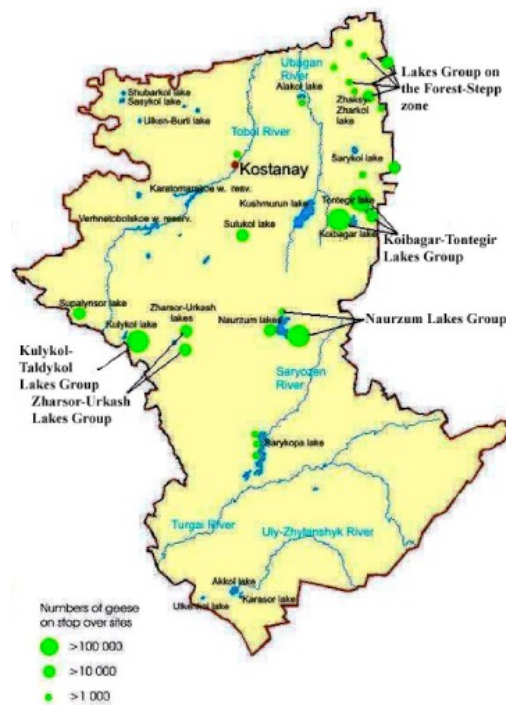 Ubagan
River
Alakol lake
Lakes Group on
the Forest-Stepp
zone
Shubarkol lake
Sasykol lake
Zhaksy-
Zharkol
lake
Ulken-Burli lake
Tobol River
Sarykol lake
Kostanay
Karatomarskoe w. resv.
Tontegir lake
Kushmurun lake
Verhnetobolskoe w. reserv.
Koibagar lake
Sulukol lake
Koibagar-Tontegir
Lakes Group
Supalynsor lake
Zharsor-Urkash
lakes
Kulykol lake
Naurzum lakes
Naurzum Lakes Group
Kulykol-
Taldykol
Lakes Group
Zharsor-Urkash
Lakes Group
Saryozen
River
Sarykopa lake
Turgai River
Uly-Zhylanshyk River
Akkol lake
Karasor lake
Numbers of geese
on stop over sites
>100 000
>10 000
>1 000